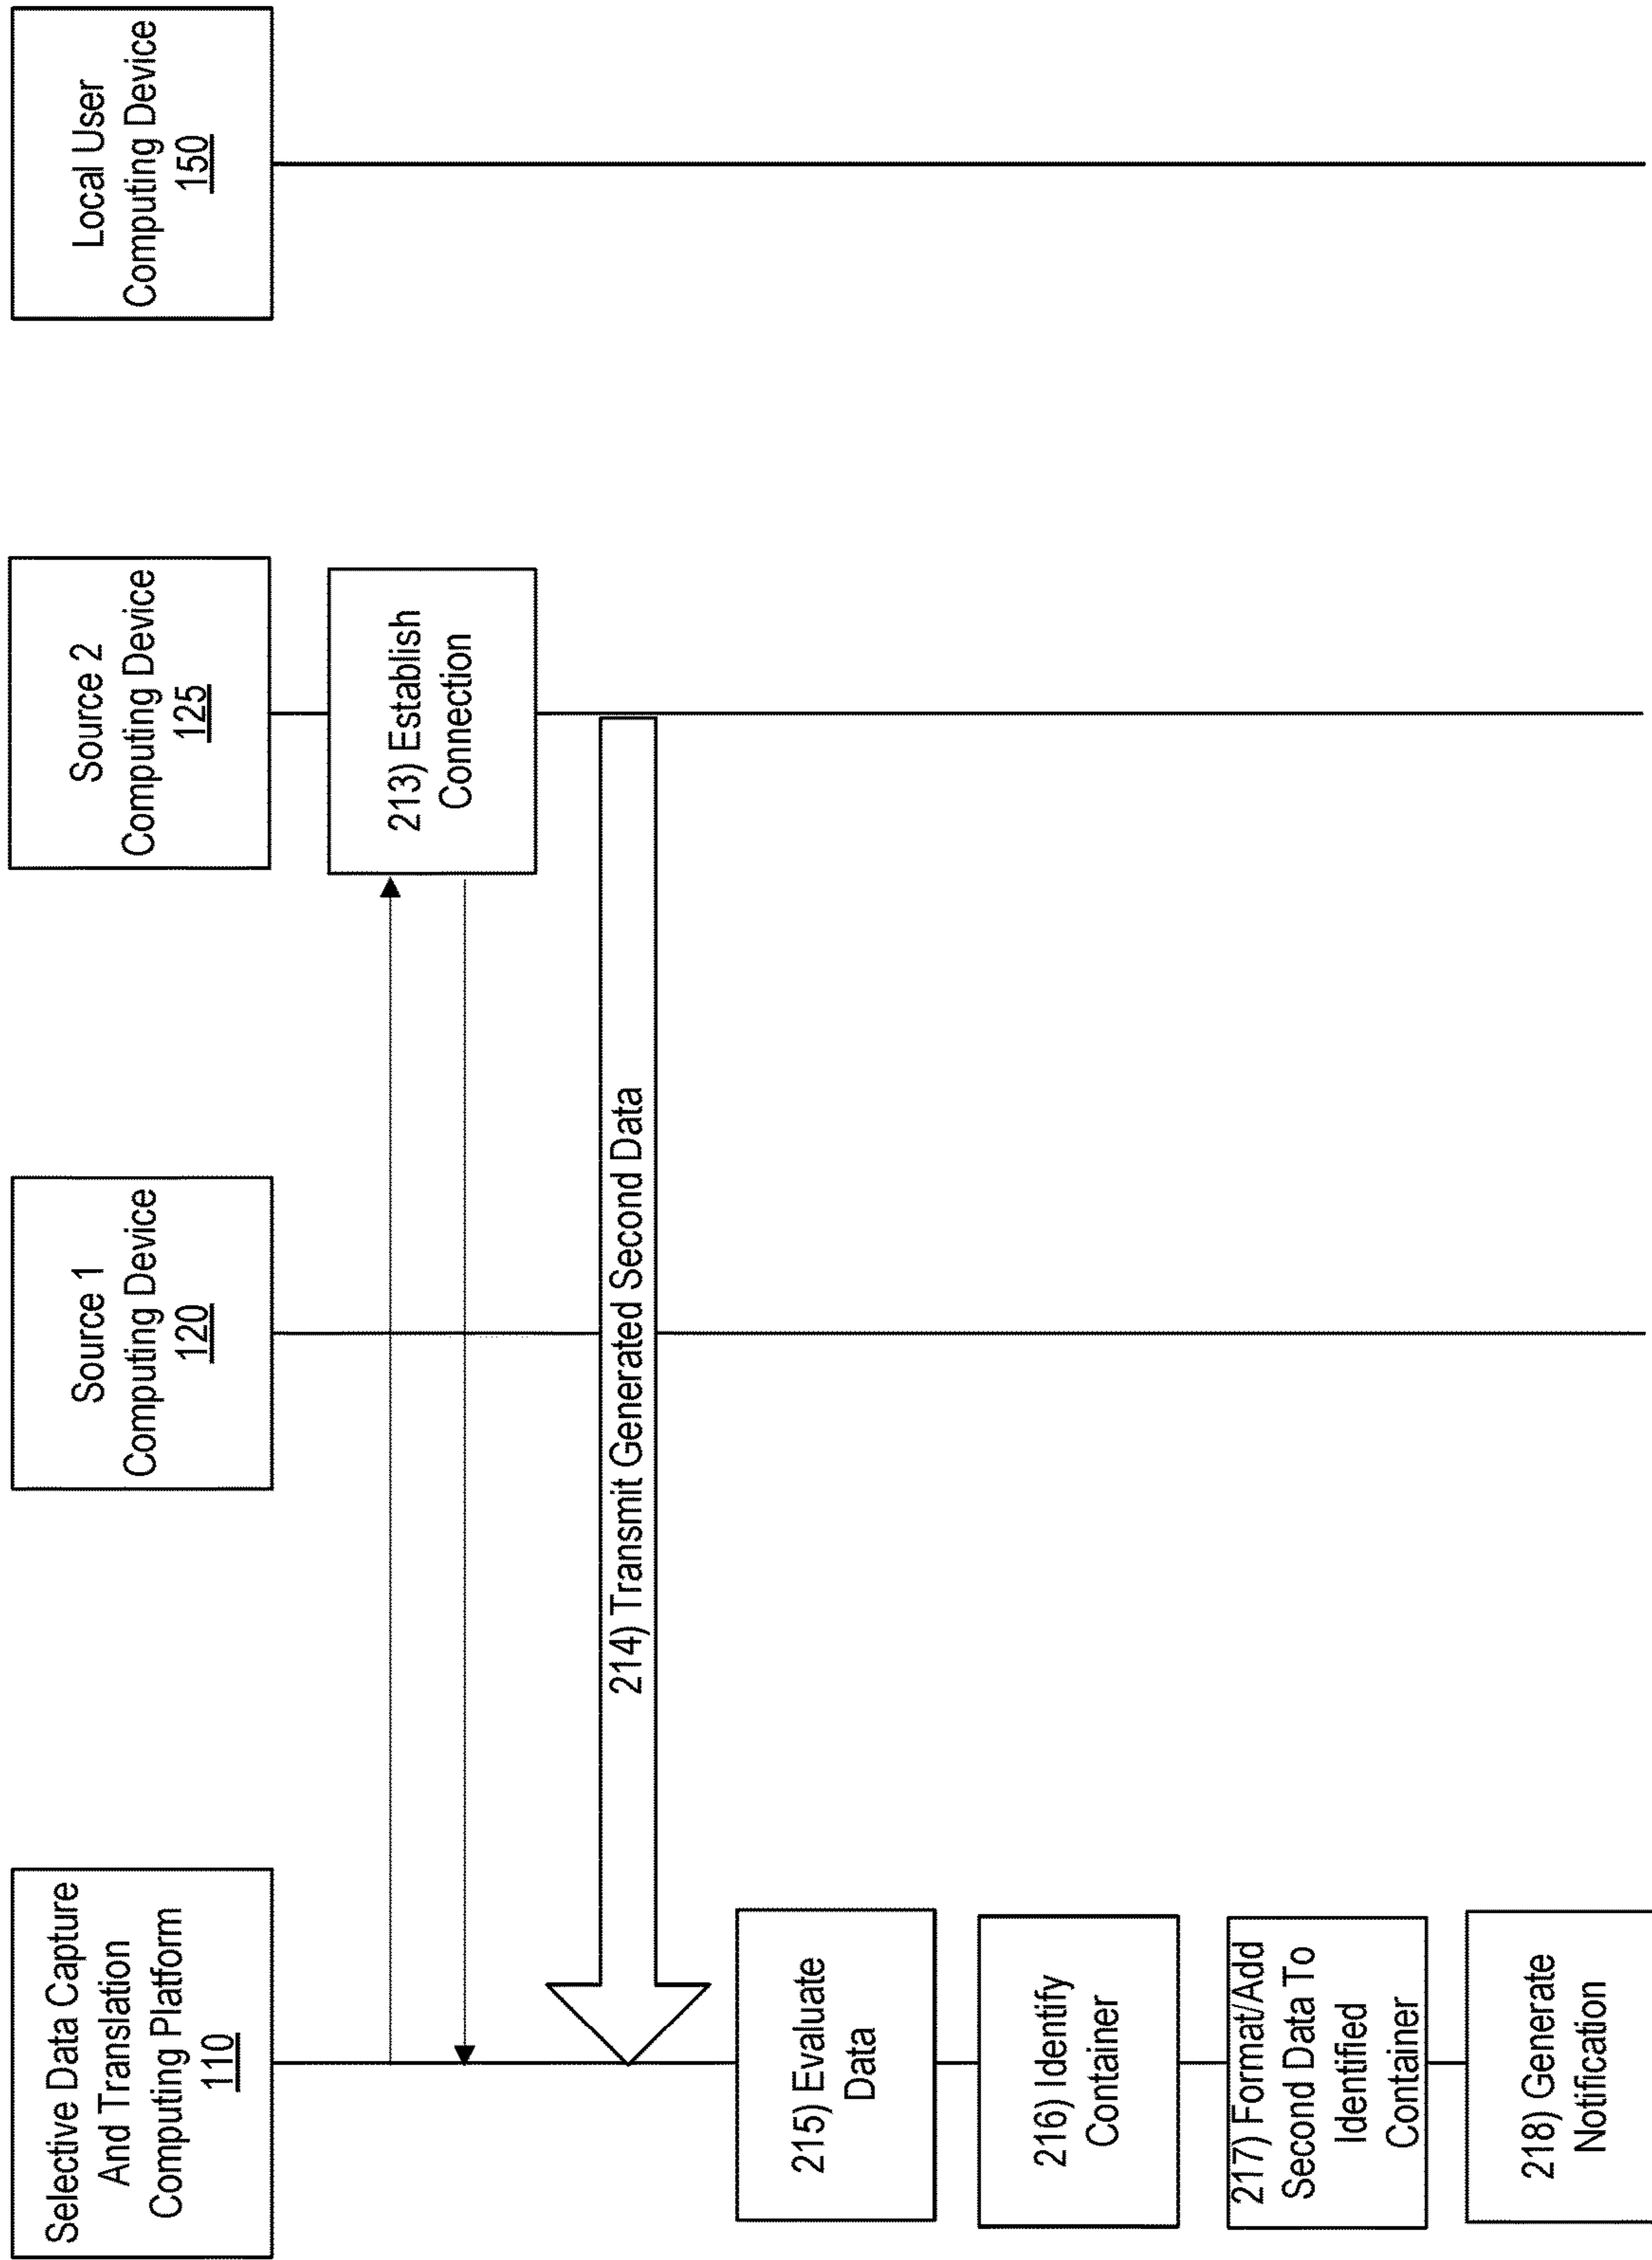 Selective Data Capture
And Translation
Computing Platform
110
Source 1
Computing Device
120
Source 2
Computing Device
125
Local User
Computing Device
150
213) Establish
Connection
214) Transmit Generated Second Data
215) Evaluate
Data
216) Identify
Container
217) Format/Add
Second Data To
Identified
Container
218) Generate
Notification